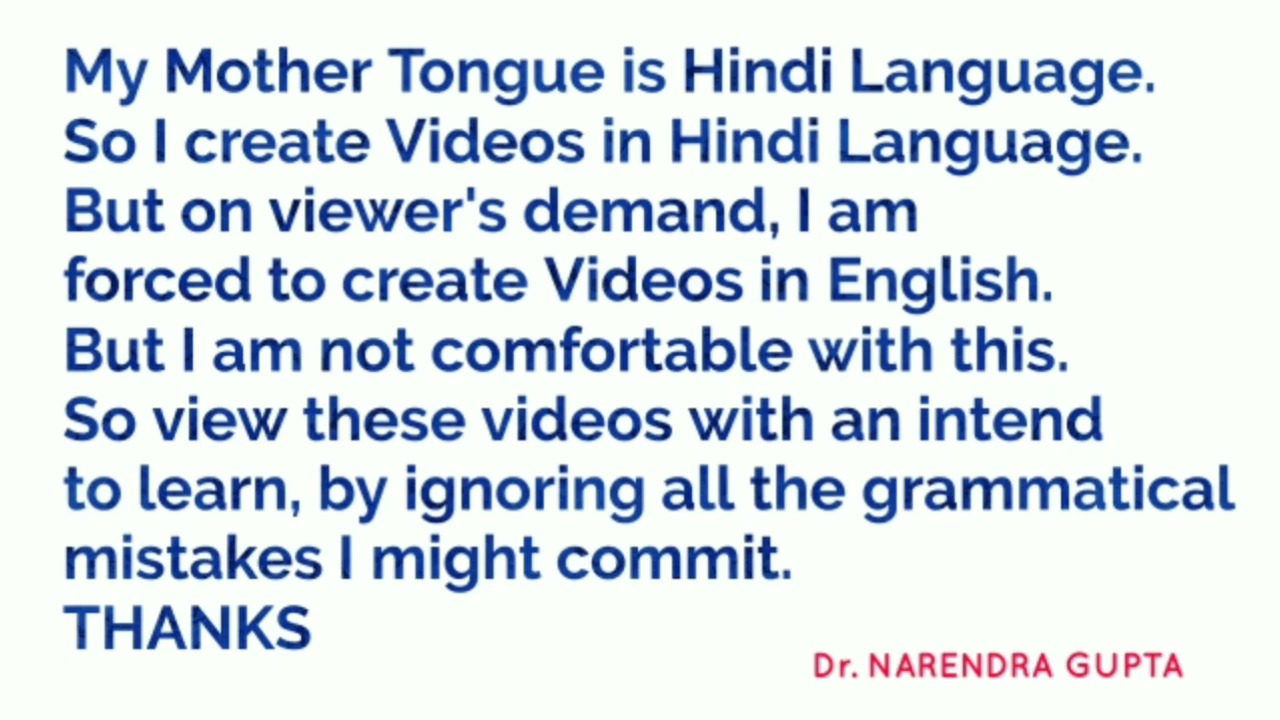 My Mother Tongue is Hindi Language.
So I create Videos in Hindi Language.
But on viewer's demand, I am
forced to create Videos in English.
But I am not comfortable with this.
So view these videos with an intend
to learn, by ignoring all the grammatical
mistakes I might commit.
THANKS
Dr. NARENDRA GUPTA